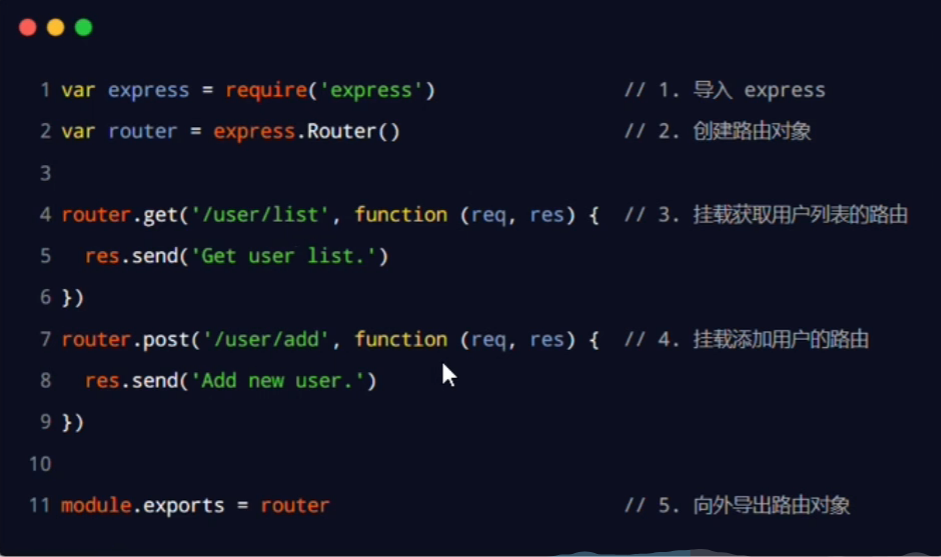 1 var express = require('express') // 1. 导入 express
2 var router = express.Router() // 2. 创建路由对象
3
4 router.get('/user/list', function (req, res) { // 3. 挂载获取用户列表的路由
5 res.send('Get user list.')
6 })
7 router.post('/user/add', function (req, res) { // 4. 挂载添加用户的路由
8 res.send('Add new user.')
9 })
10
11 module.exports = router // 5. 向外导出路由对象